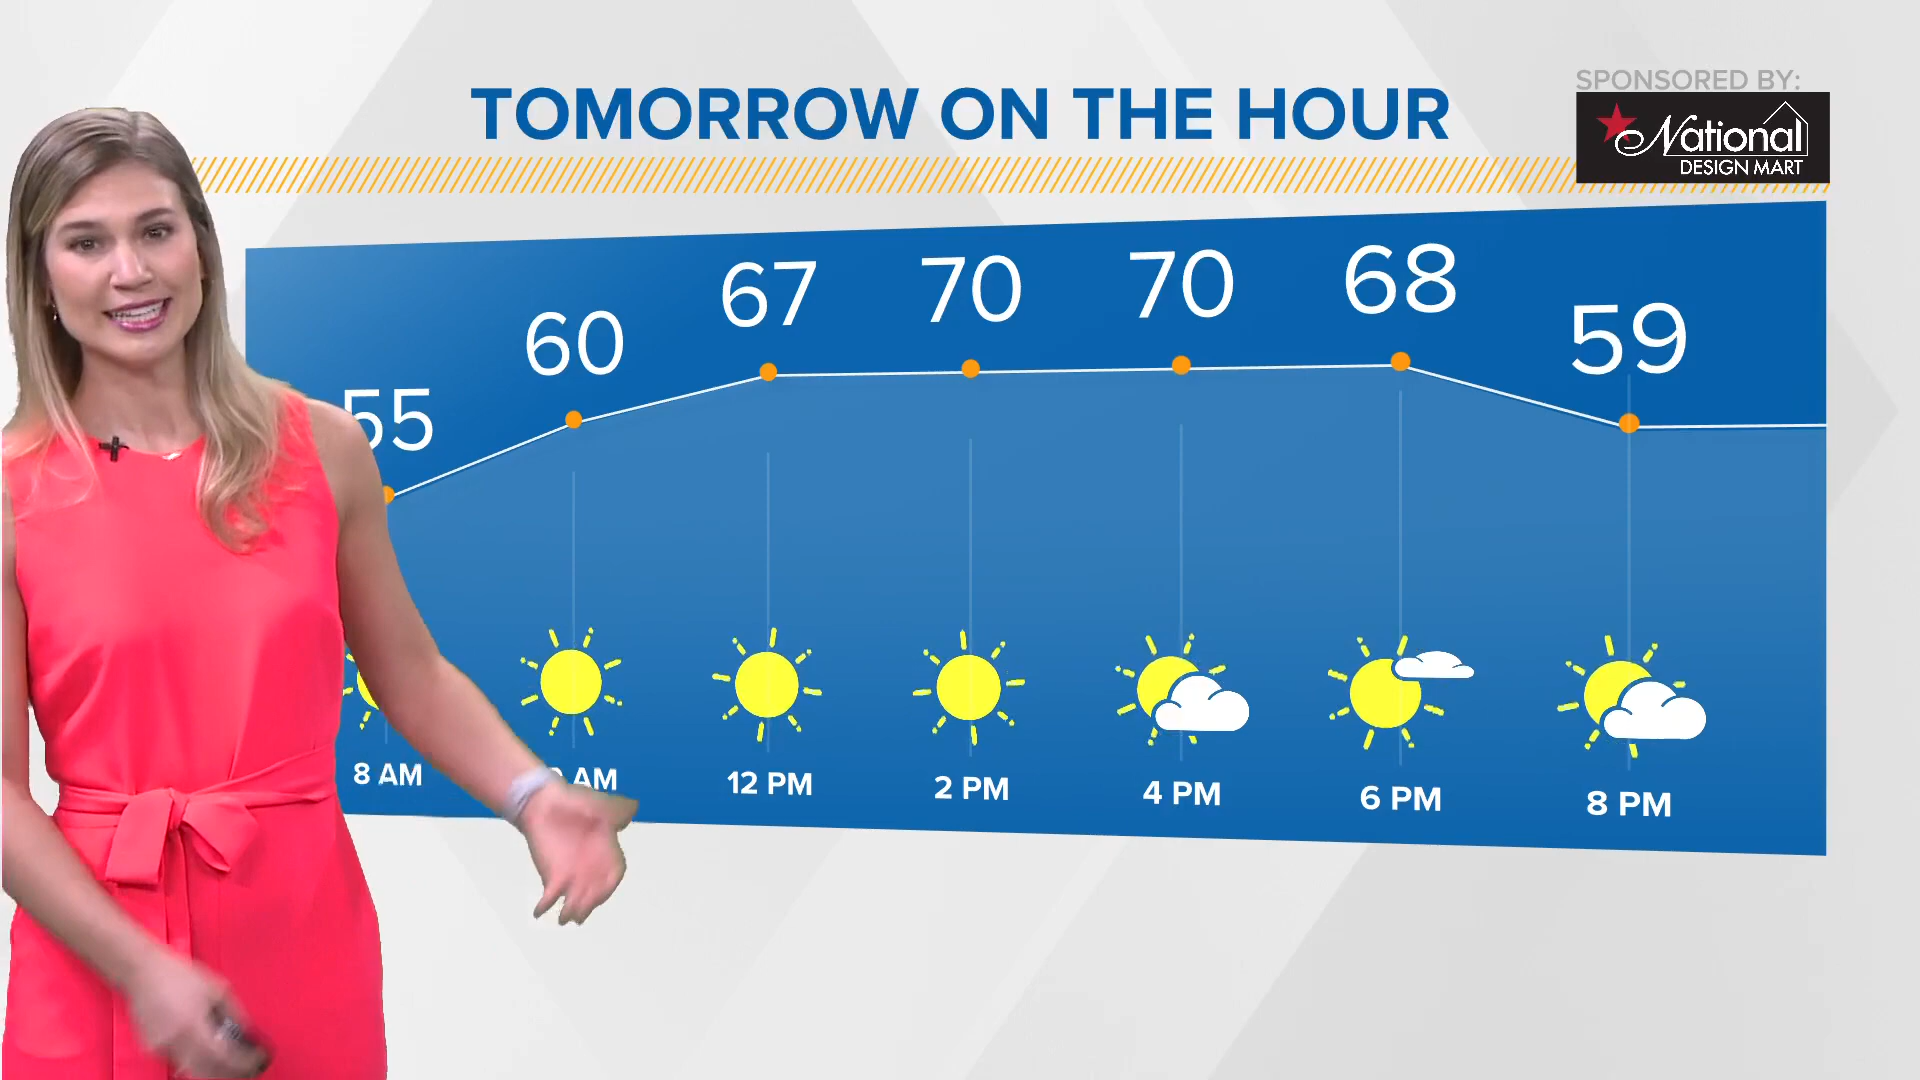 SPONSORED BY:
TOMORROW ON THE HOUR
National
DESIGN MART
55 60 67 70 70 68 59
8 AM AM 12 PM 2 PM 4 PM 6 PM 8 PM